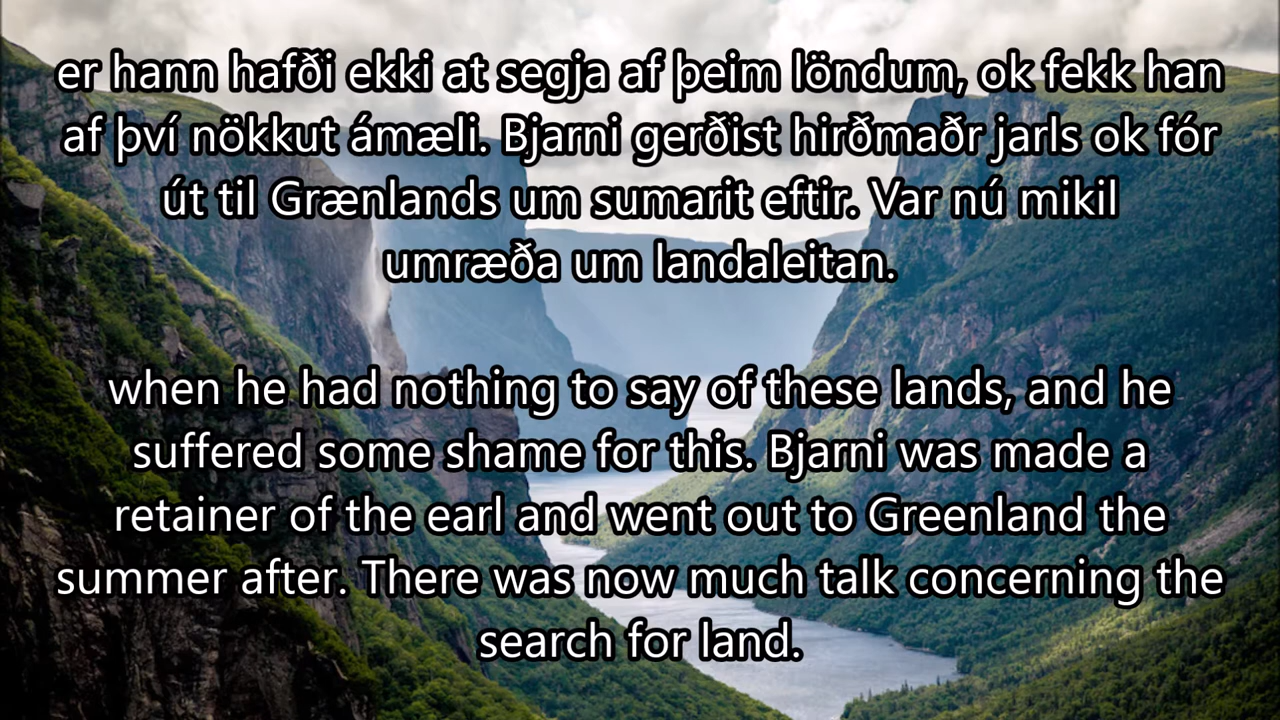 er hann hafði ekki at segja af þeim löndum, ok fekk han
af því nökkut ámæli. Bjarni gerðist hirðmaðr jarls ok fór
út til Grænlands um sumarit eftir. Var nú mikil
umræða um landaleitan.
when he had nothing to say of these lands, and he
suffered some shame for this. Bjarni was made a
retainer of the earl and went out to Greenland the
summer after. There was now much talk concerning the
search for land.